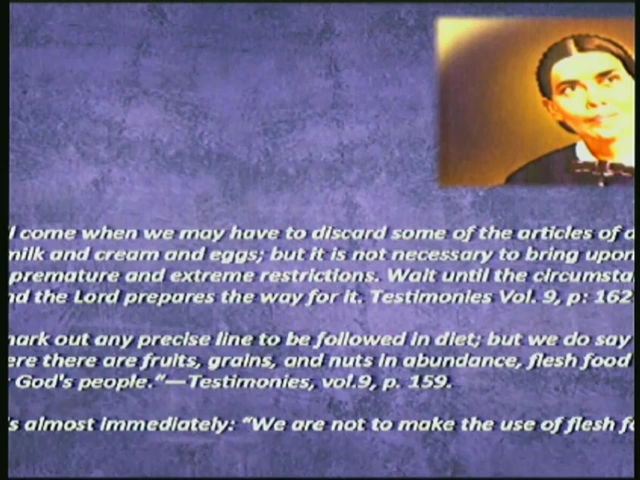 l come when we may have to discard some of the articles of d
milk and cream and eggs; but it is not necessary to bring upon
premature and extreme restrictions. Wait until the circumsta
nd the Lord prepares the way for it. Testimonies Vol. 9, p: 162
nark out any precise line to be followed in diet; but we do say
ere there are fruits, grains, and nuts in abundance, flesh food
God's people."—Testimonies, vol.9, p. 159.
s almost immediately: "We are not to make the use of flesh fo